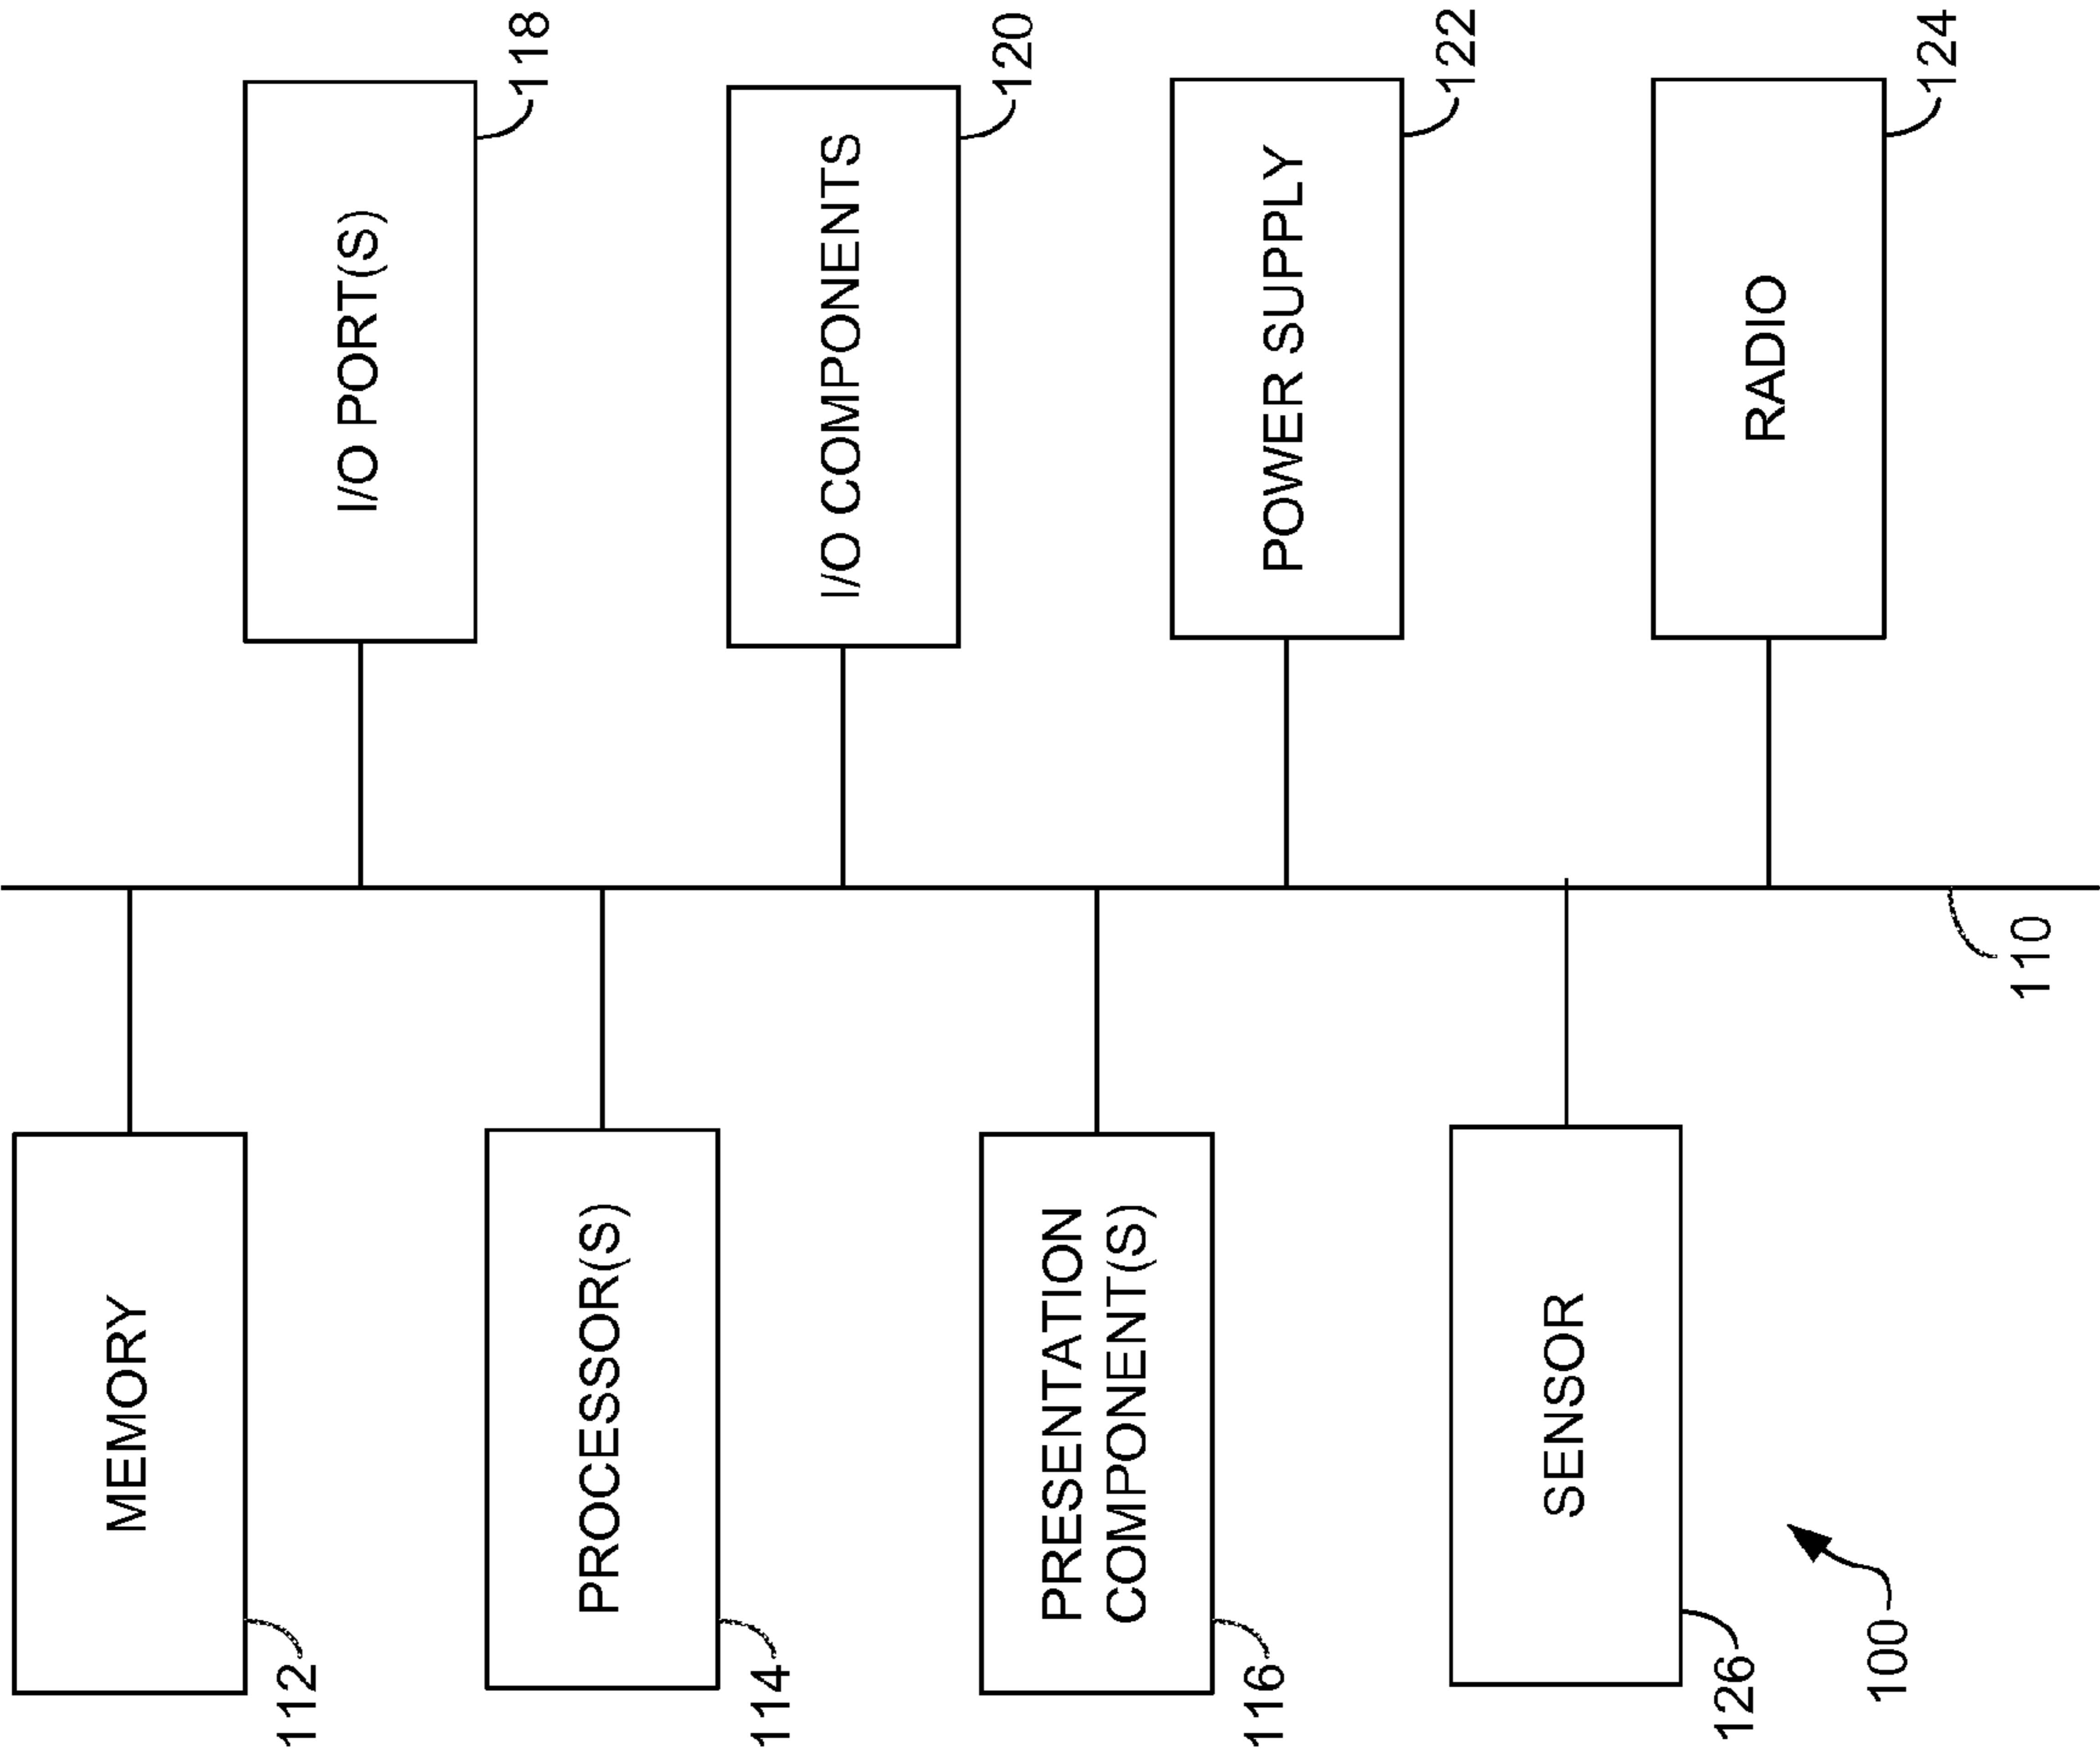 MEMORY
112
PROCESSOR(S)
114
PRESENTATION
COMPONENT(S)
116
SENSOR
126
100
I/O PORT(S)
118
I/O COMPONENTS
120
POWER SUPPLY
122
RADIO
124
110